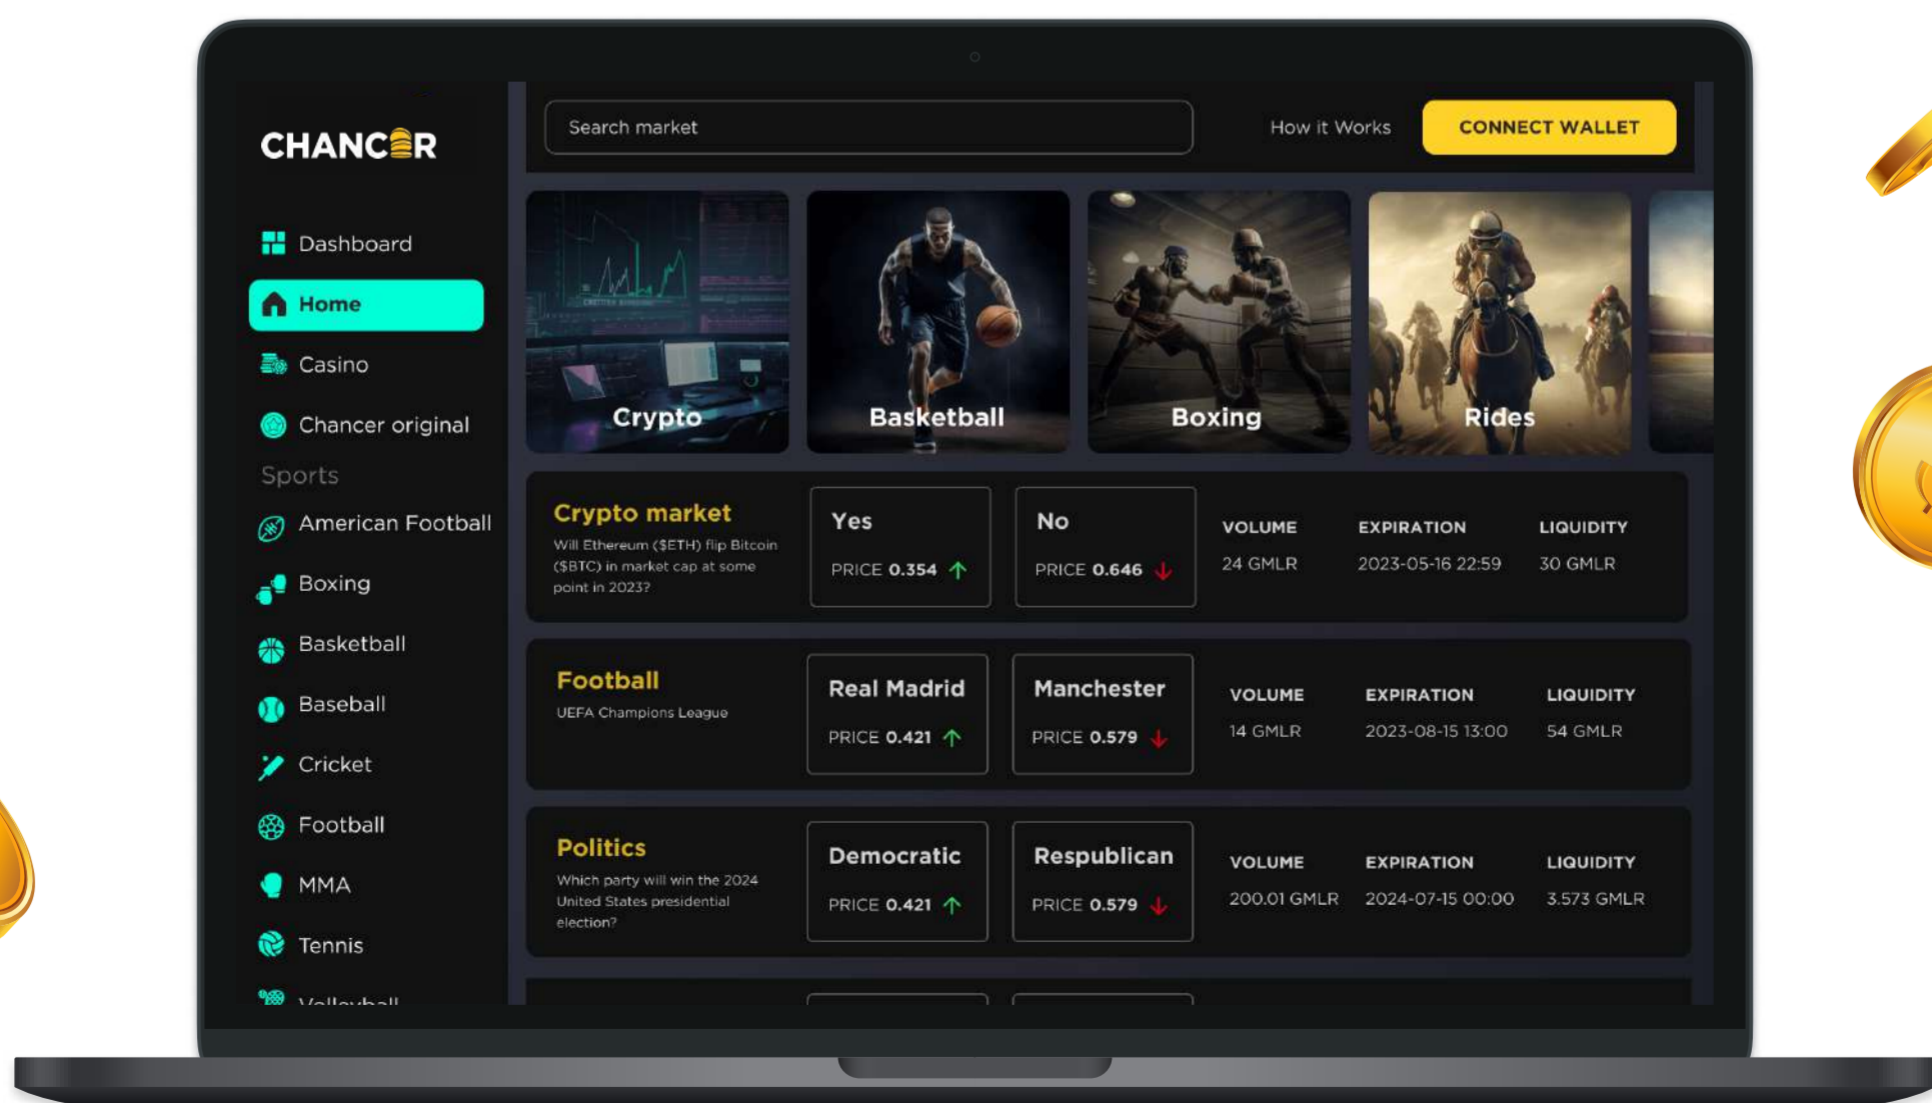 CHANCER
Search market
How it Works
CONNECT WALLET
Dashboard
Home
Casino
Chancer original
Sports
American Football
Boxing
Basketball
Baseball
Cricket
Football
MMA
Tennis
Volleyball
Crypto
Basketball
Boxing
Rides
Crypto market
Will Ethereum ($ETH) flip Bitcoin
($BTC) in market cap at some
point in 2023?
Yes
PRICE 0.354
No
PRICE 0.646
VOLUME
24 GMLR
EXPIRATION
2023-05-16 22:59
LIQUIDITY
30 GMLR
Football
UEFA Champions League
Real Madrid
PRICE 0.421
Manchester
PRICE 0.579
VOLUME
14 GMLR
EXPIRATION
2023-08-15 13:00
LIQUIDITY
54 GMLR
Politics
Which party will win the 2024
United States presidential
election?
Democratic
PRICE 0.421
Respublican
PRICE 0.579
VOLUME
200.01 GMLR
EXPIRATION
2024-07-15 00:00
LIQUIDITY
3.573 GMLR